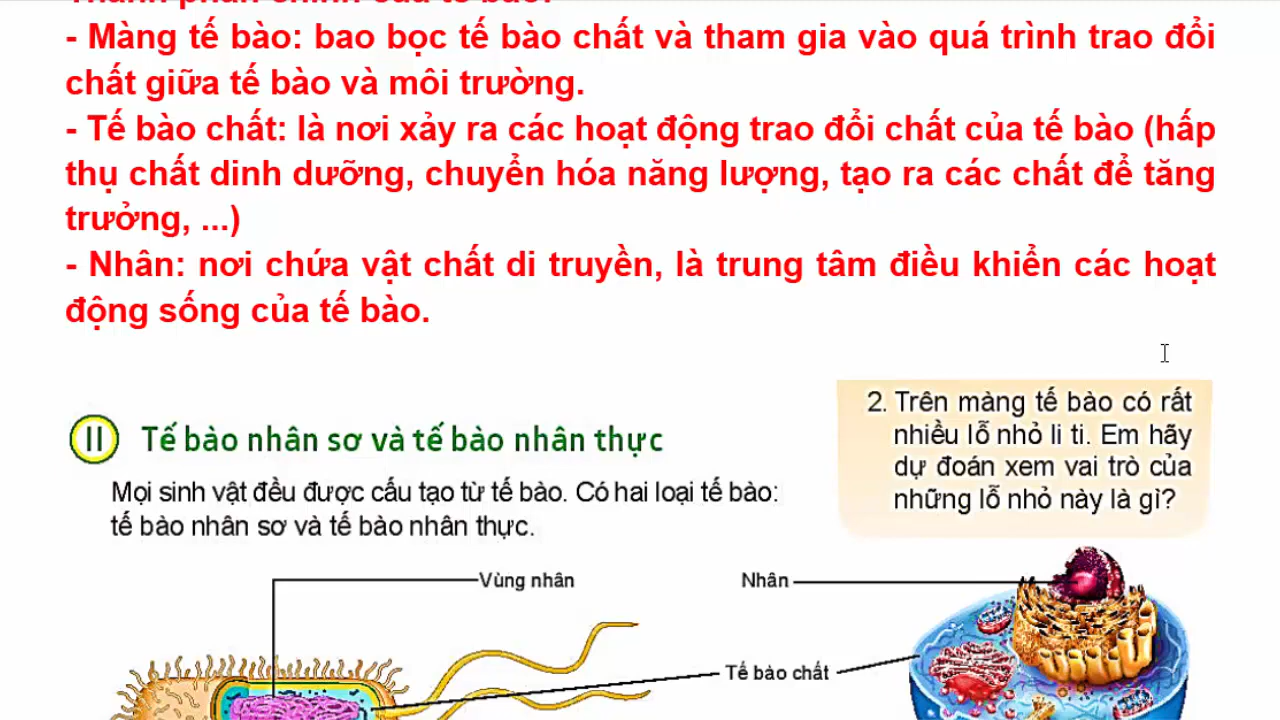 Thành phần chính của tế bào:
- Màng tế bào: bao bọc tế bào chất và tham gia vào quá trình trao đổi
chất giữa tế bào và môi trường.
- Tế bào chất: là nơi xảy ra các hoạt động trao đổi chất của tế bào (hấp
thụ chất dinh dưỡng, chuyển hóa năng lượng, tạo ra các chất để tăng
trưởng, ...)
- Nhân: nơi chứa vật chất di truyền, là trung tâm điều khiển các hoạt
động sống của tế bào.
II Tế bào nhân sơ và tế bào nhân thực
Mọi sinh vật đều được cấu tạo từ tế bào. Có hai loại tế bào:
tế bào nhân sơ và tế bào nhân thực.
2. Trên màng tế bào có rất
nhiều lỗ nhỏ li ti. Em hãy
dự đoán xem vai trò của
những lỗ nhỏ này là gì?
Vùng nhân
Nhân
Tế bào chất